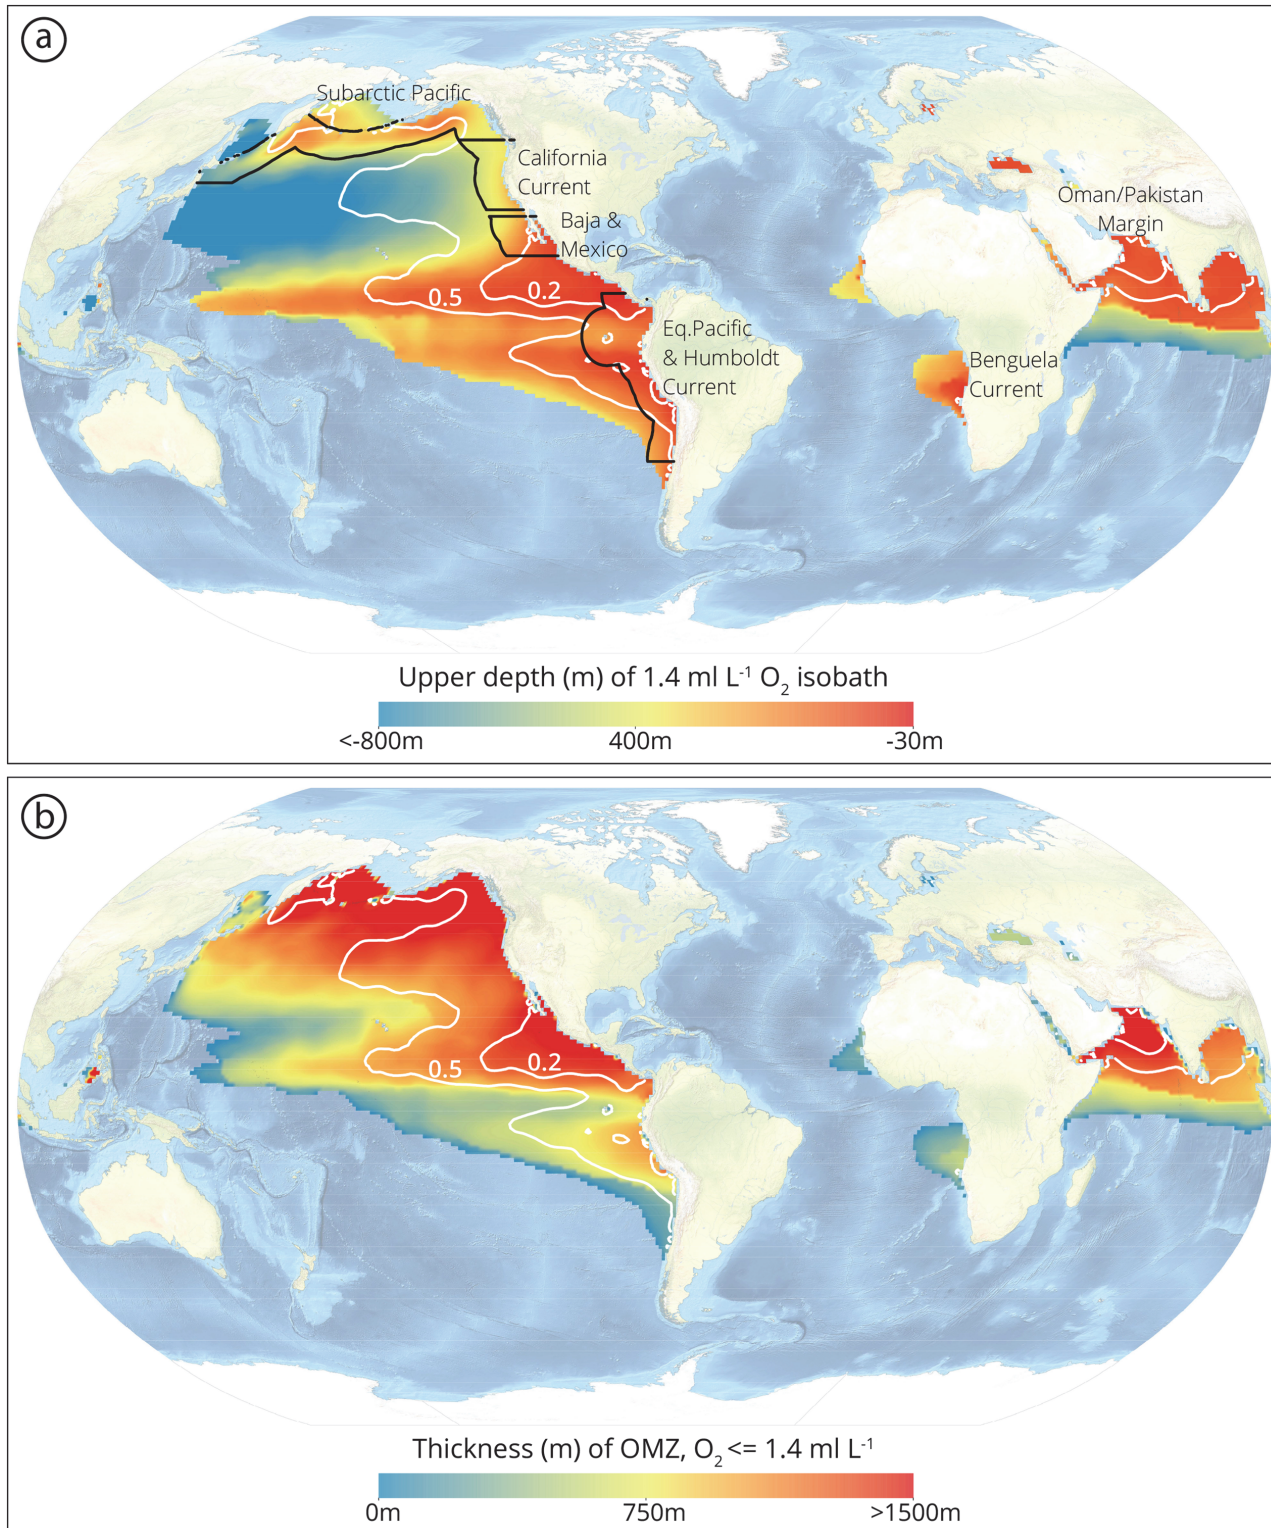 a
Subarctic Pacific
California
Current
Baja &
Mexico
Oman/Pakistan
Margin
0.5
0.2
Eq.Pacific
& Humboldt
Current
Benguela
Current
Upper depth (m) of 1.4 ml L⁻¹ O₂ isobath
<-800m 400m -30m
b
0.5
0.2
Thickness (m) of OMZ, O₂ <= 1.4 ml L⁻¹
0m 750m >1500m